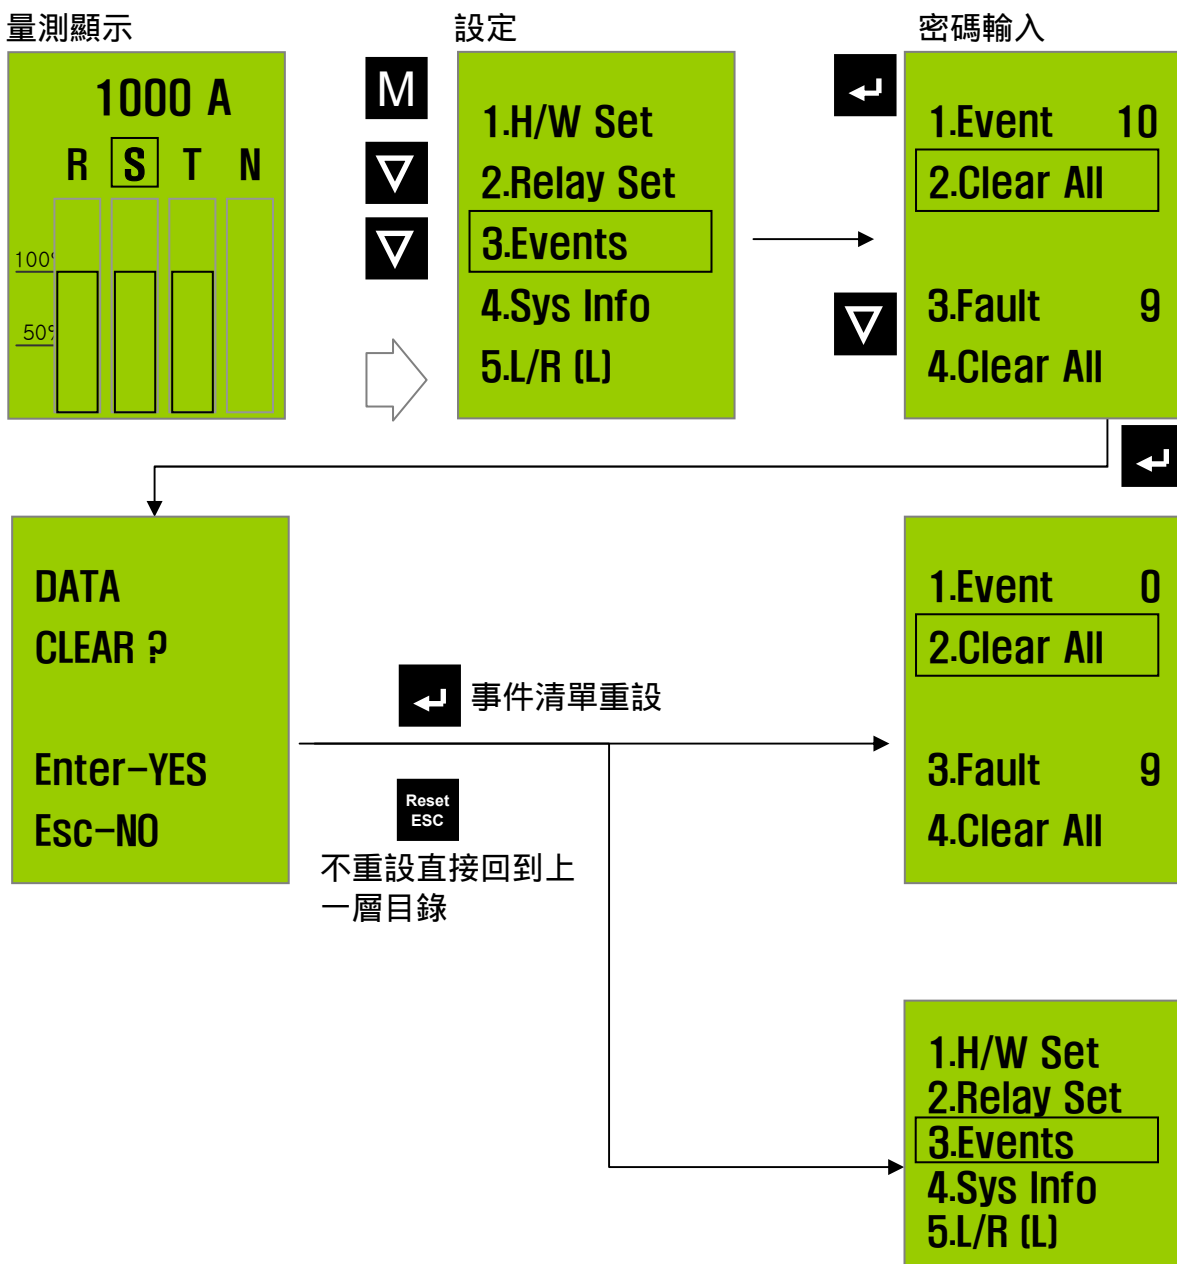 量測顯示
設定
密碼輸入
1000 A
R S T N
100%
50%
M
1.H/W Set
2.Relay Set
3.Events
4.Sys Info
5.L/R (L)
1.Event 10
2.Clear All
3.Fault 9
4.Clear All
DATA
CLEAR ?
Enter-YES
Esc-NO
事件清單重設
Reset
ESC
不重設直接回到上
一層目錄
1.Event 0
2.Clear All
3.Fault 9
4.Clear All
1.H/W Set
2.Relay Set
3.Events
4.Sys Info
5.L/R (L)